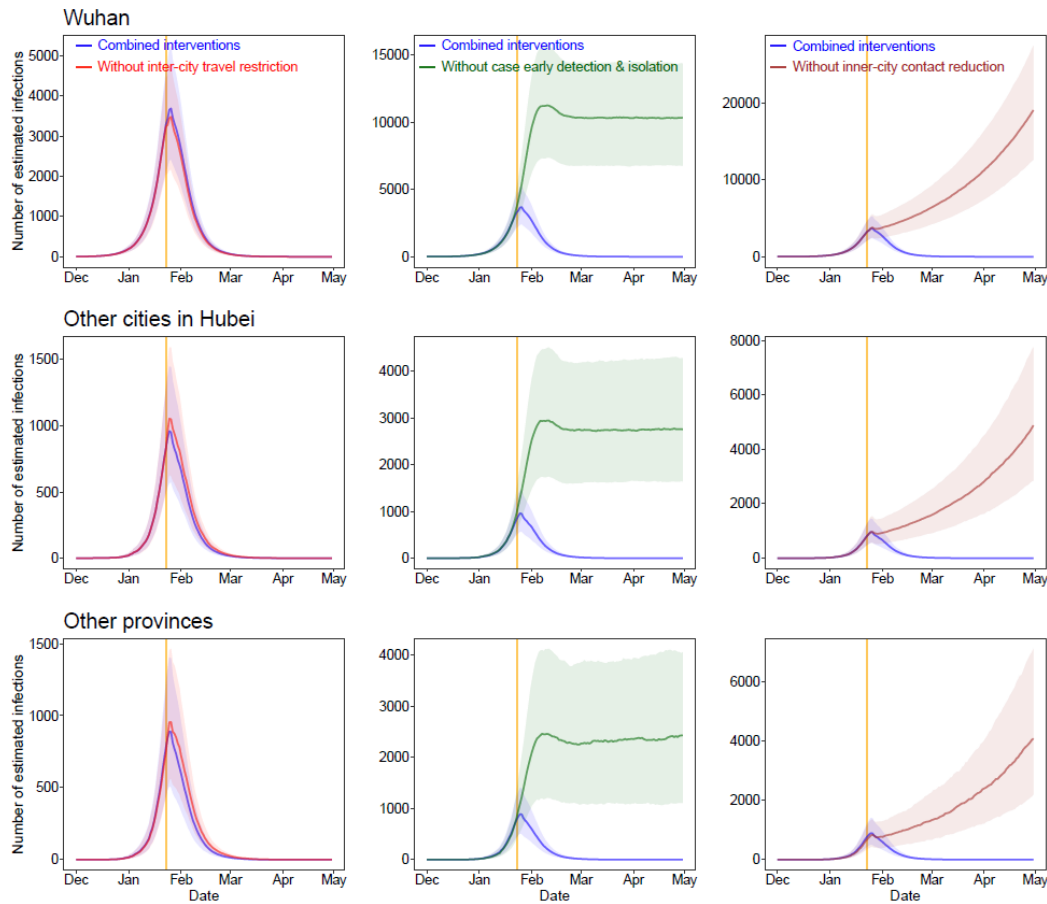 Wuhan
Number of estimated infections
5000
4000
3000
2000
1000
0
Combined interventions
Without inter-city travel restriction
Dec Jan Feb Mar Apr May
15000
10000
5000
0
Combined interventions
Without case early detection & isolation
Dec Jan Feb Mar Apr May
20000
10000
0
Combined interventions
Without inner-city contact reduction
Dec Jan Feb Mar Apr May
Other cities in Hubei
Number of estimated infections
1500
1000
500
0
Dec Jan Feb Mar Apr May
4000
3000
2000
1000
0
Dec Jan Feb Mar Apr May
8000
6000
4000
2000
0
Dec Jan Feb Mar Apr May
Other provinces
Number of estimated infections
1500
1000
500
0
Dec Jan Feb Mar Apr May
Date
4000
3000
2000
1000
0
Dec Jan Feb Mar Apr May
Date
6000
4000
2000
0
Dec Jan Feb Mar Apr May
Date